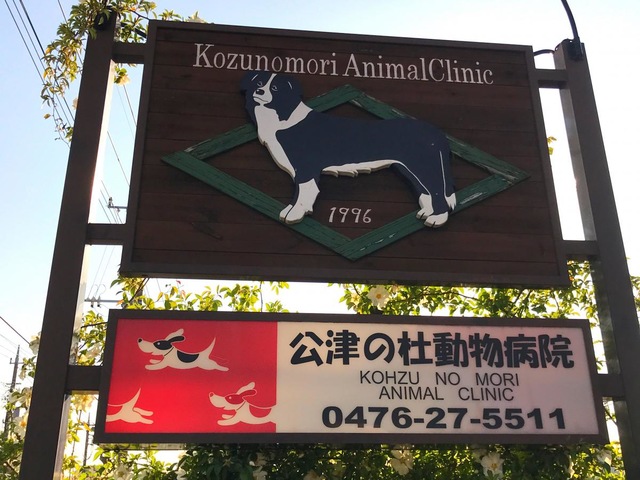 Kozunomori AnimalClinic
1996
公津の杜動物病院
KOHZU NO MORI
ANIMAL CLINIC
0476-27-5511